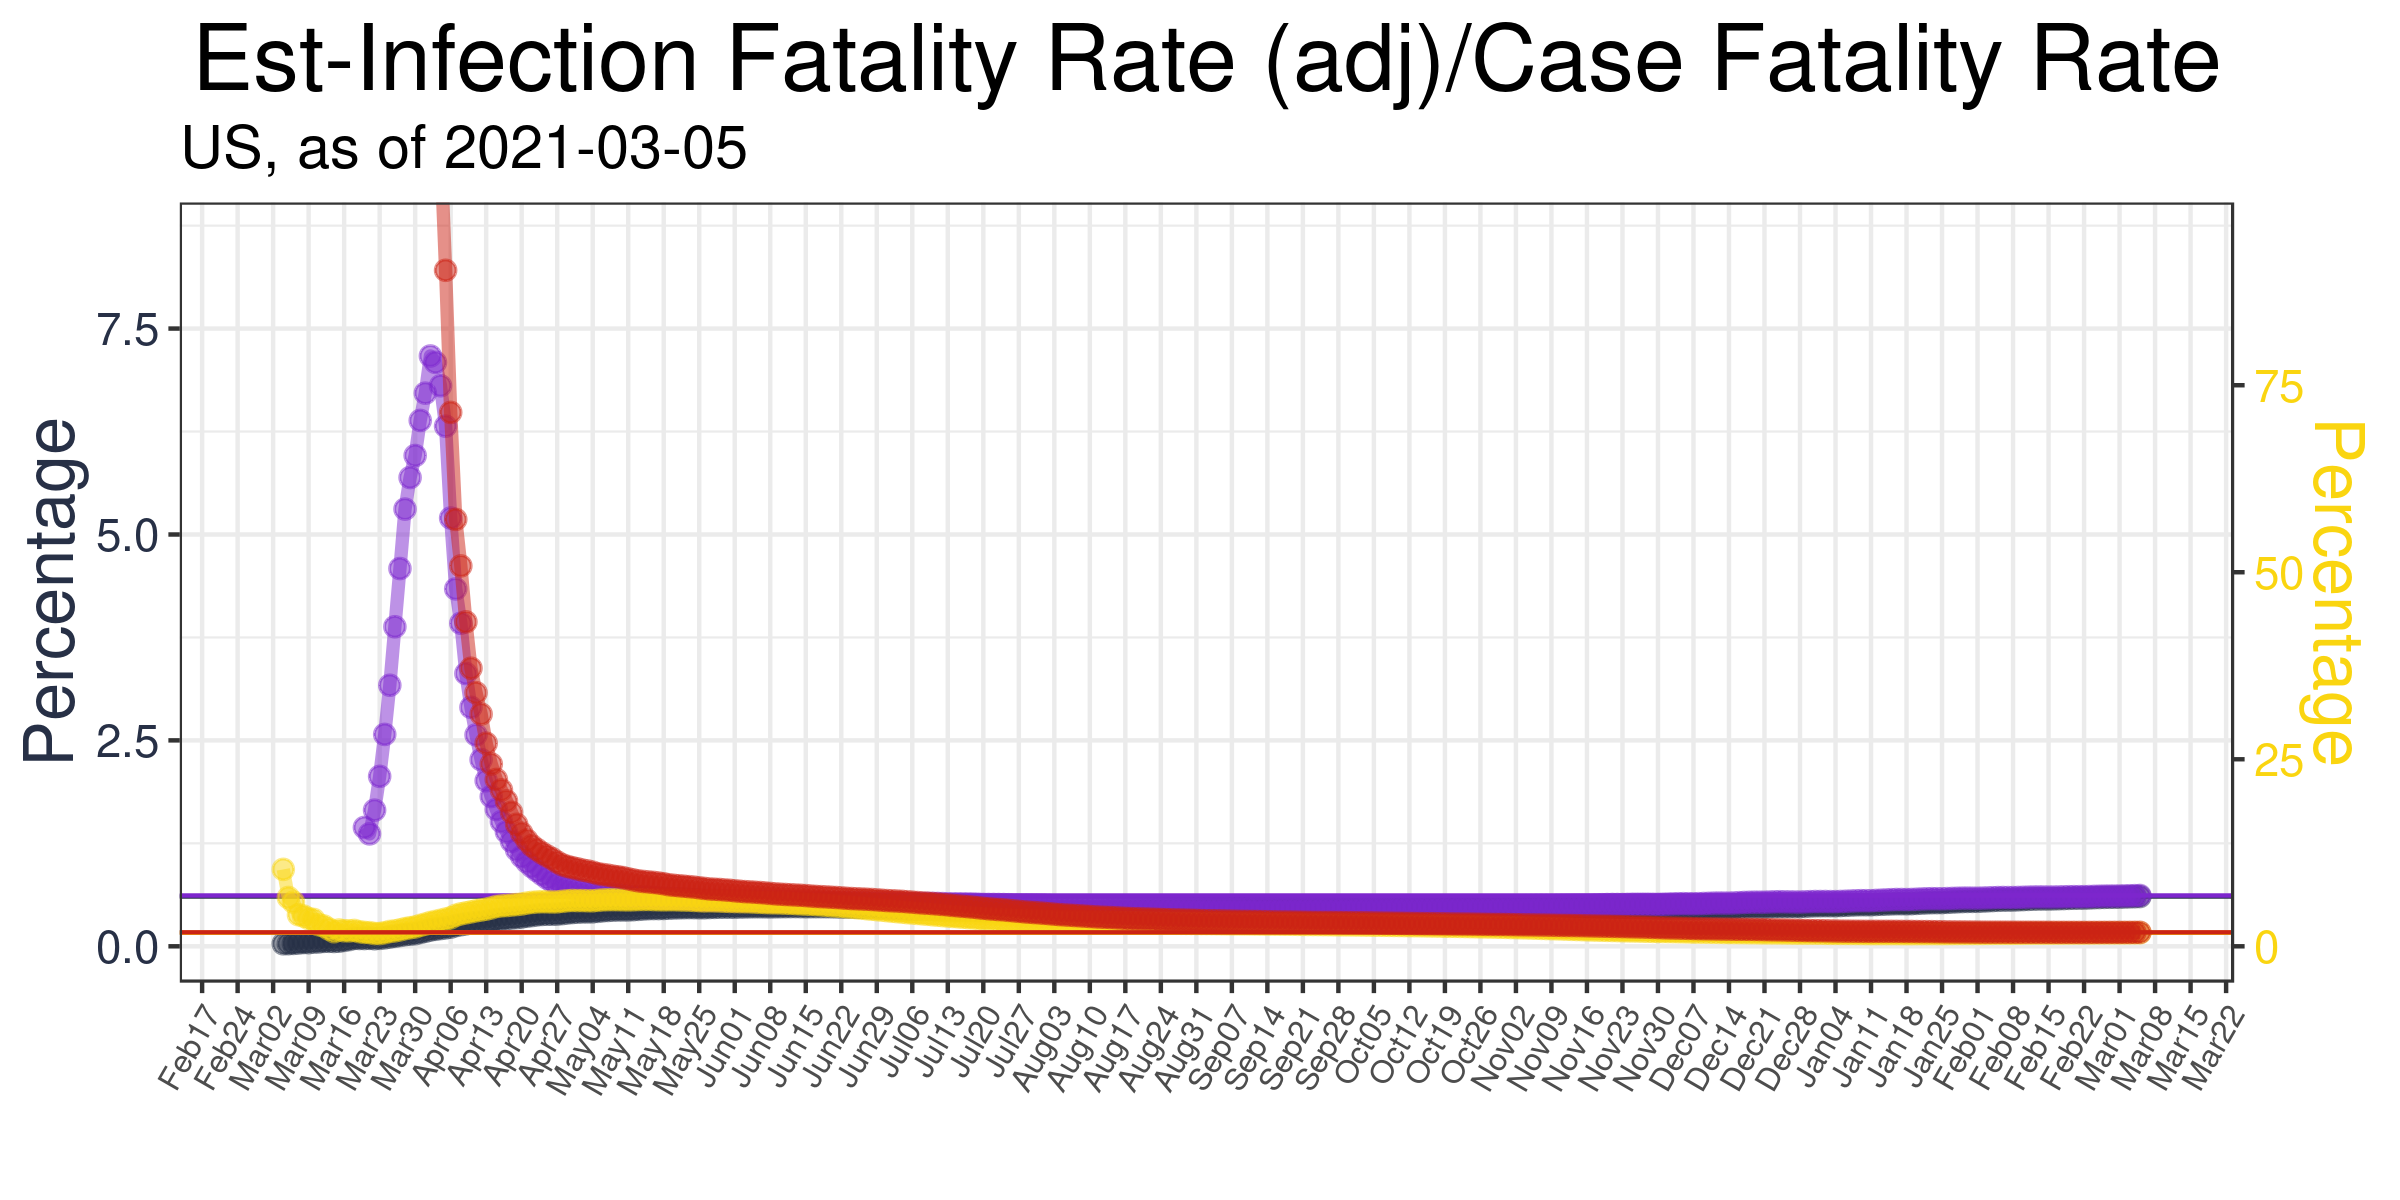 Est-Infection Fatality Rate (adj)/Case Fatality Rate
US, as of 2021-03-05
Percentage
7.5
5.0
2.5
0.0
75
50
25
0
Percentage
Feb17
Feb24
Mar02
Mar09
Mar16
Mar23
Mar30
Apr06
Apr13
Apr20
Apr27
May04
May11
May18
May25
Jun01
Jun08
Jun15
Jun22
Jun29
Jul06
Jul13
Jul20
Jul27
Aug03
Aug10
Aug17
Aug24
Aug31
Sep07
Sep14
Sep21
Sep28
Oct05
Oct12
Oct19
Oct26
Nov02
Nov09
Nov16
Nov23
Nov30
Dec07
Dec14
Dec21
Dec28
Jan04
Jan11
Jan18
Jan25
Feb01
Feb08
Feb15
Feb22
Mar01
Mar08
Mar15
Mar22